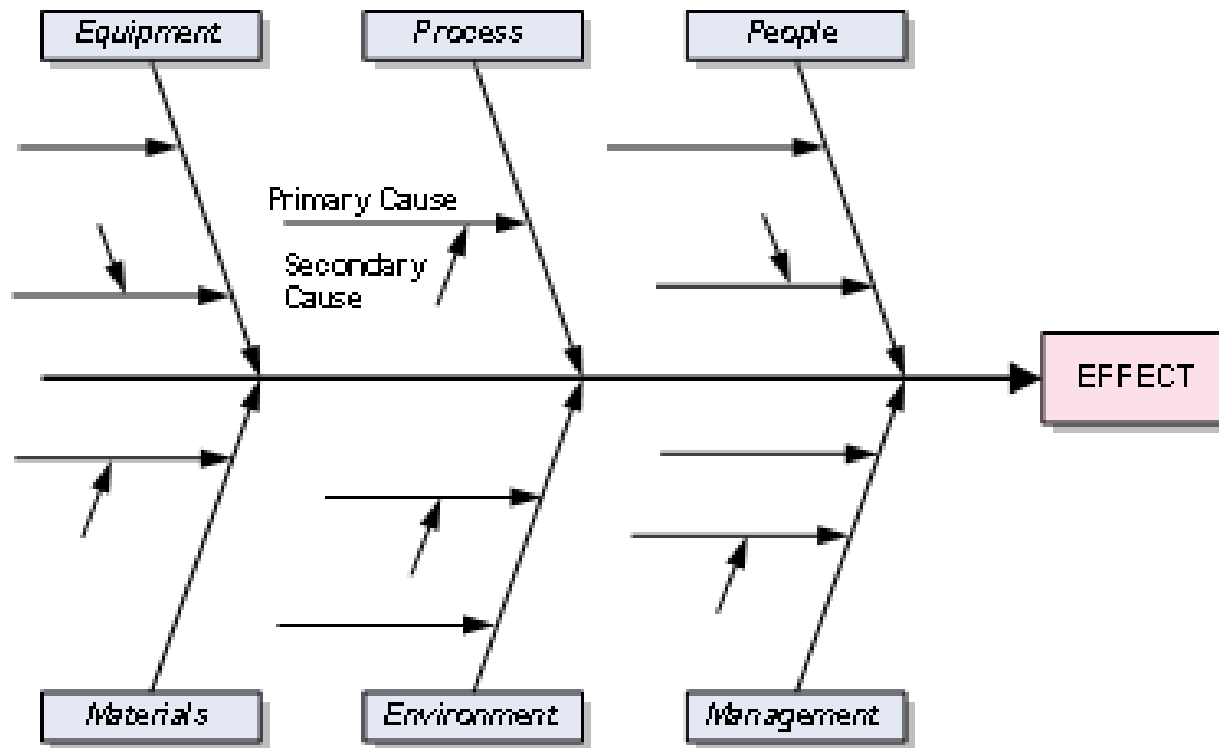 Equipment
Process
People
Primary Cause
Secondary
Cause
EFFECT
Materials
Environment
Management